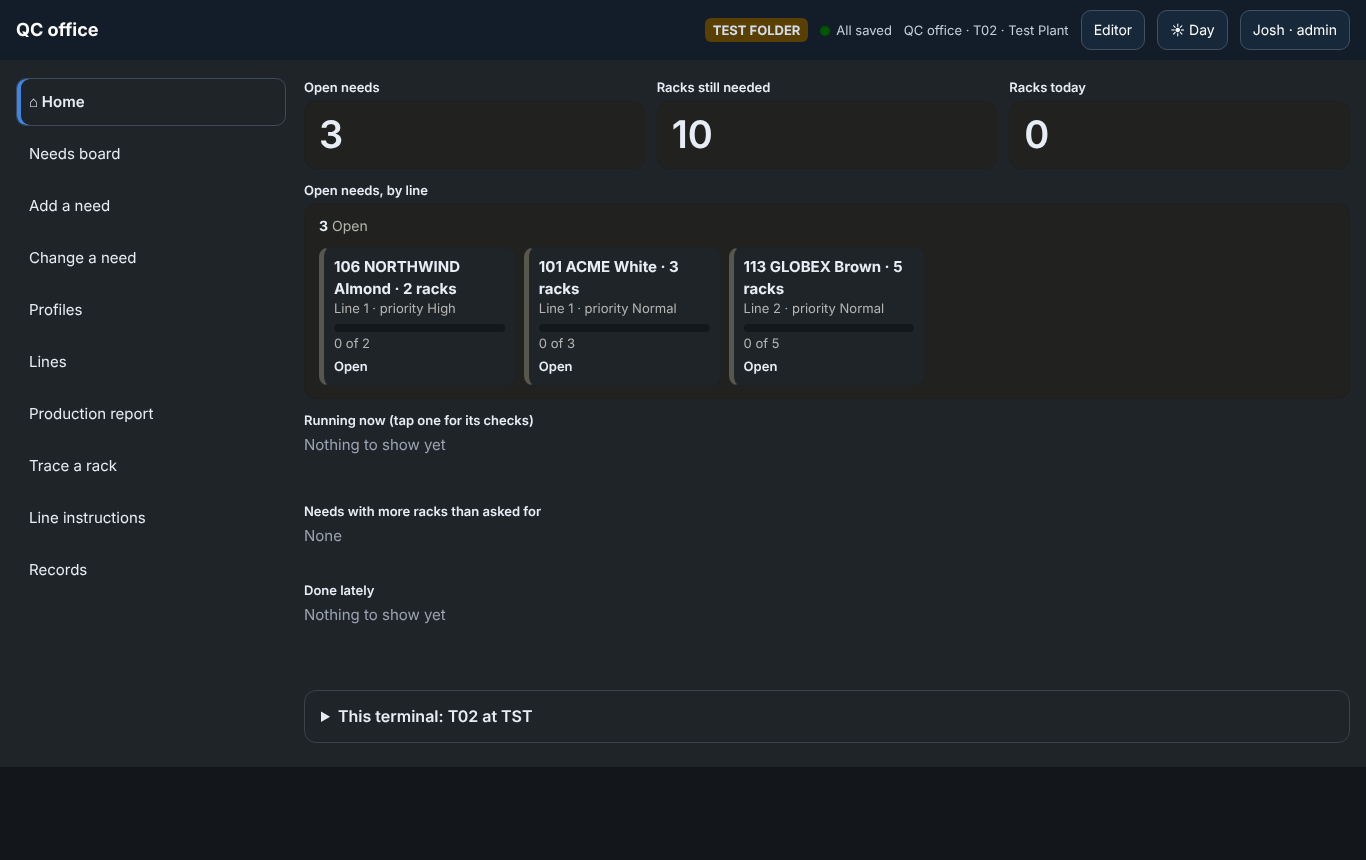 QC office
TEST FOLDER
All saved
QC office · T02 · Test Plant
Editor
☀ Day
Josh · admin
⌂ Home
Needs board
Add a need
Change a need
Profiles
Lines
Production report
Trace a rack
Line instructions
Records
Open needs
3
Racks still needed
10
Racks today
0
Open needs, by line
3 Open
106 NORTHWIND
Almond · 2 racks
Line 1 · priority High
0 of 2
Open
101 ACME White · 3
racks
Line 1 · priority Normal
0 of 3
Open
113 GLOBEX Brown · 5
racks
Line 2 · priority Normal
0 of 5
Open
Running now (tap one for its checks)
Nothing to show yet
Needs with more racks than asked for
None
Done lately
Nothing to show yet
▶ This terminal: T02 at TST